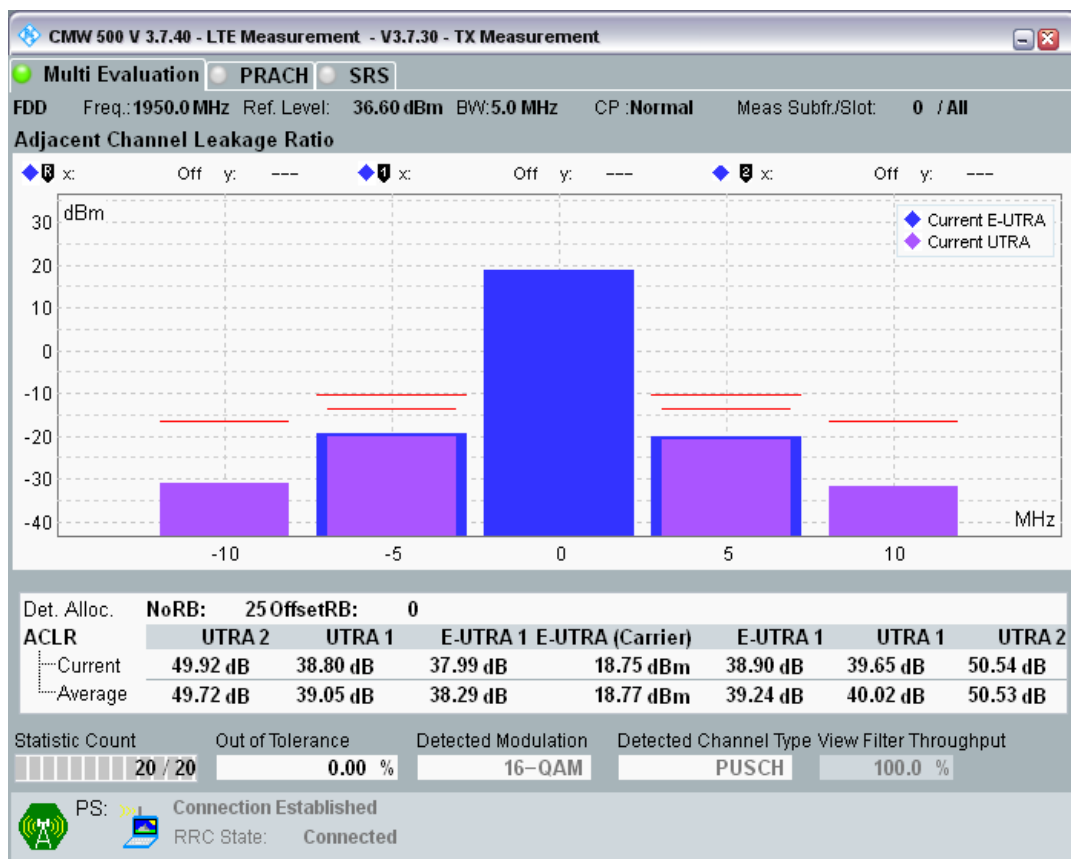 CMW 500 V 3.7.40 - LTE Measurement - V3.7.30 - TX Measurement
Multi Evaluation PRACH SRS
FDD Freq.: 1950.0 MHz Ref. Level: 36.60 dBm BW: 5.0 MHz CP : Normal Meas Subfr./Slot: 0 / All
Adjacent Channel Leakage Ratio
R x: Off y: --- 1 x: Off y: --- 2 x: Off y: ---
dBm
Current E-UTRA
Current UTRA
30
20
10
0
-10
-20
-30
-40
MHz
-10 -5 0 5 10
Det. Alloc. NoRB: 25 OffsetRB: 0
ACLR UTRA 2 UTRA 1 E-UTRA 1 E-UTRA (Carrier) E-UTRA 1 UTRA 1 UTRA 2
Current 49.92 dB 38.80 dB 37.99 dB 18.75 dBm 38.90 dB 39.65 dB 50.54 dB
Average 49.72 dB 39.05 dB 38.29 dB 18.77 dBm 39.24 dB 40.02 dB 50.53 dB
Statistic Count Out of Tolerance Detected Modulation Detected Channel Type View Filter Throughput
20 / 20 0.00 % 16-QAM PUSCH 100.0 %
PS: Connection Established
RRC State: Connected